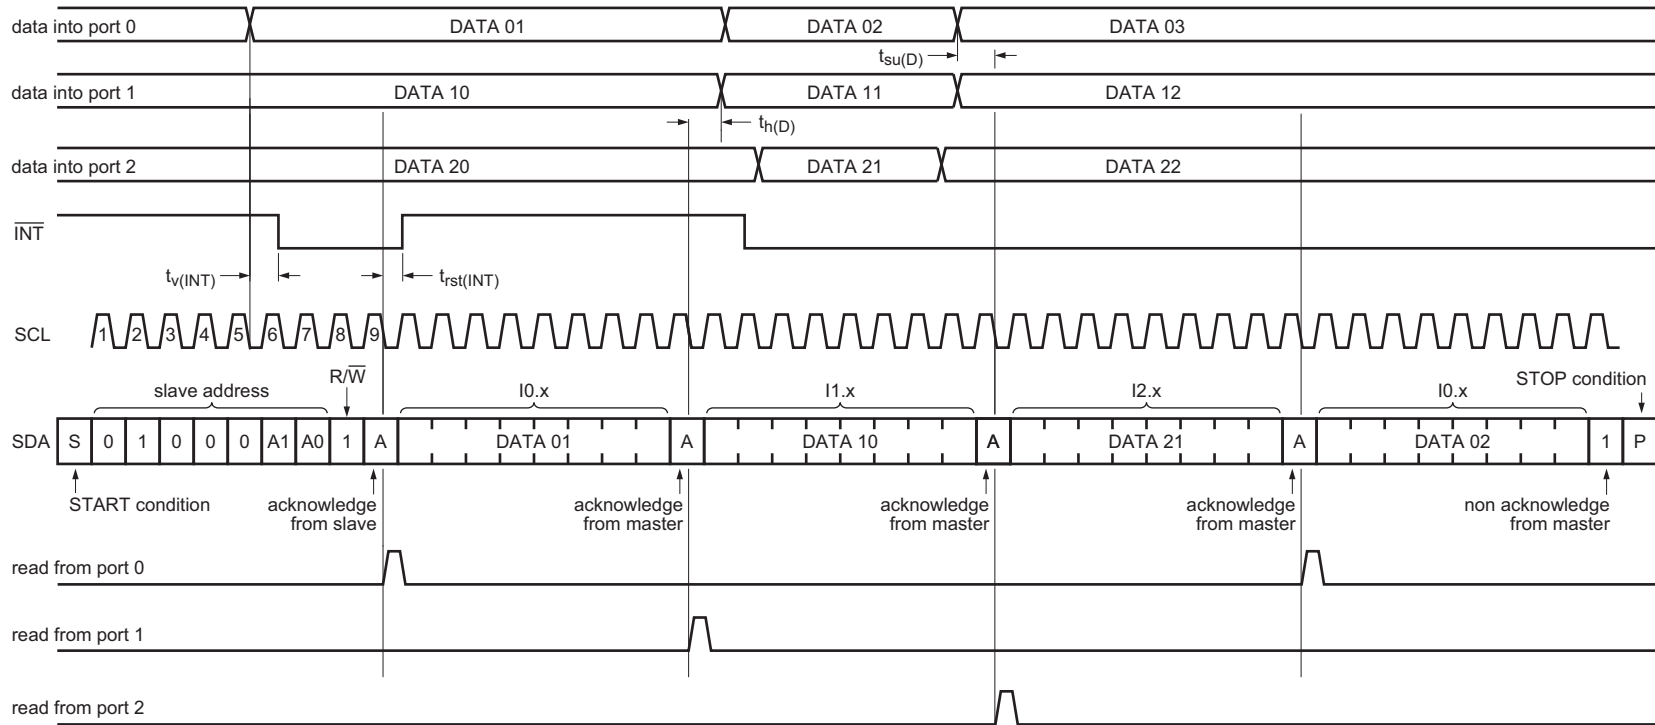 data into port 0 DATA 01 DATA 02 DATA 03
tsu(D)
data into port 1 DATA 10 DATA 11 DATA 12
th(D)
data into port 2 DATA 20 DATA 21 DATA 22
INT
tv(INT) trst(INT)
SCL 1 2 3 4 5 6 7 8 9
slave address R/W I0.x I1.x I2.x I0.x STOP condition
SDA S 0 1 0 0 0 A1 A0 1 A DATA 01 A DATA 10 A DATA 21 A DATA 02 1 P
START condition acknowledge acknowledge acknowledge acknowledge non acknowledge
from slave from master from master from master from master
read from port 0
read from port 1
read from port 2